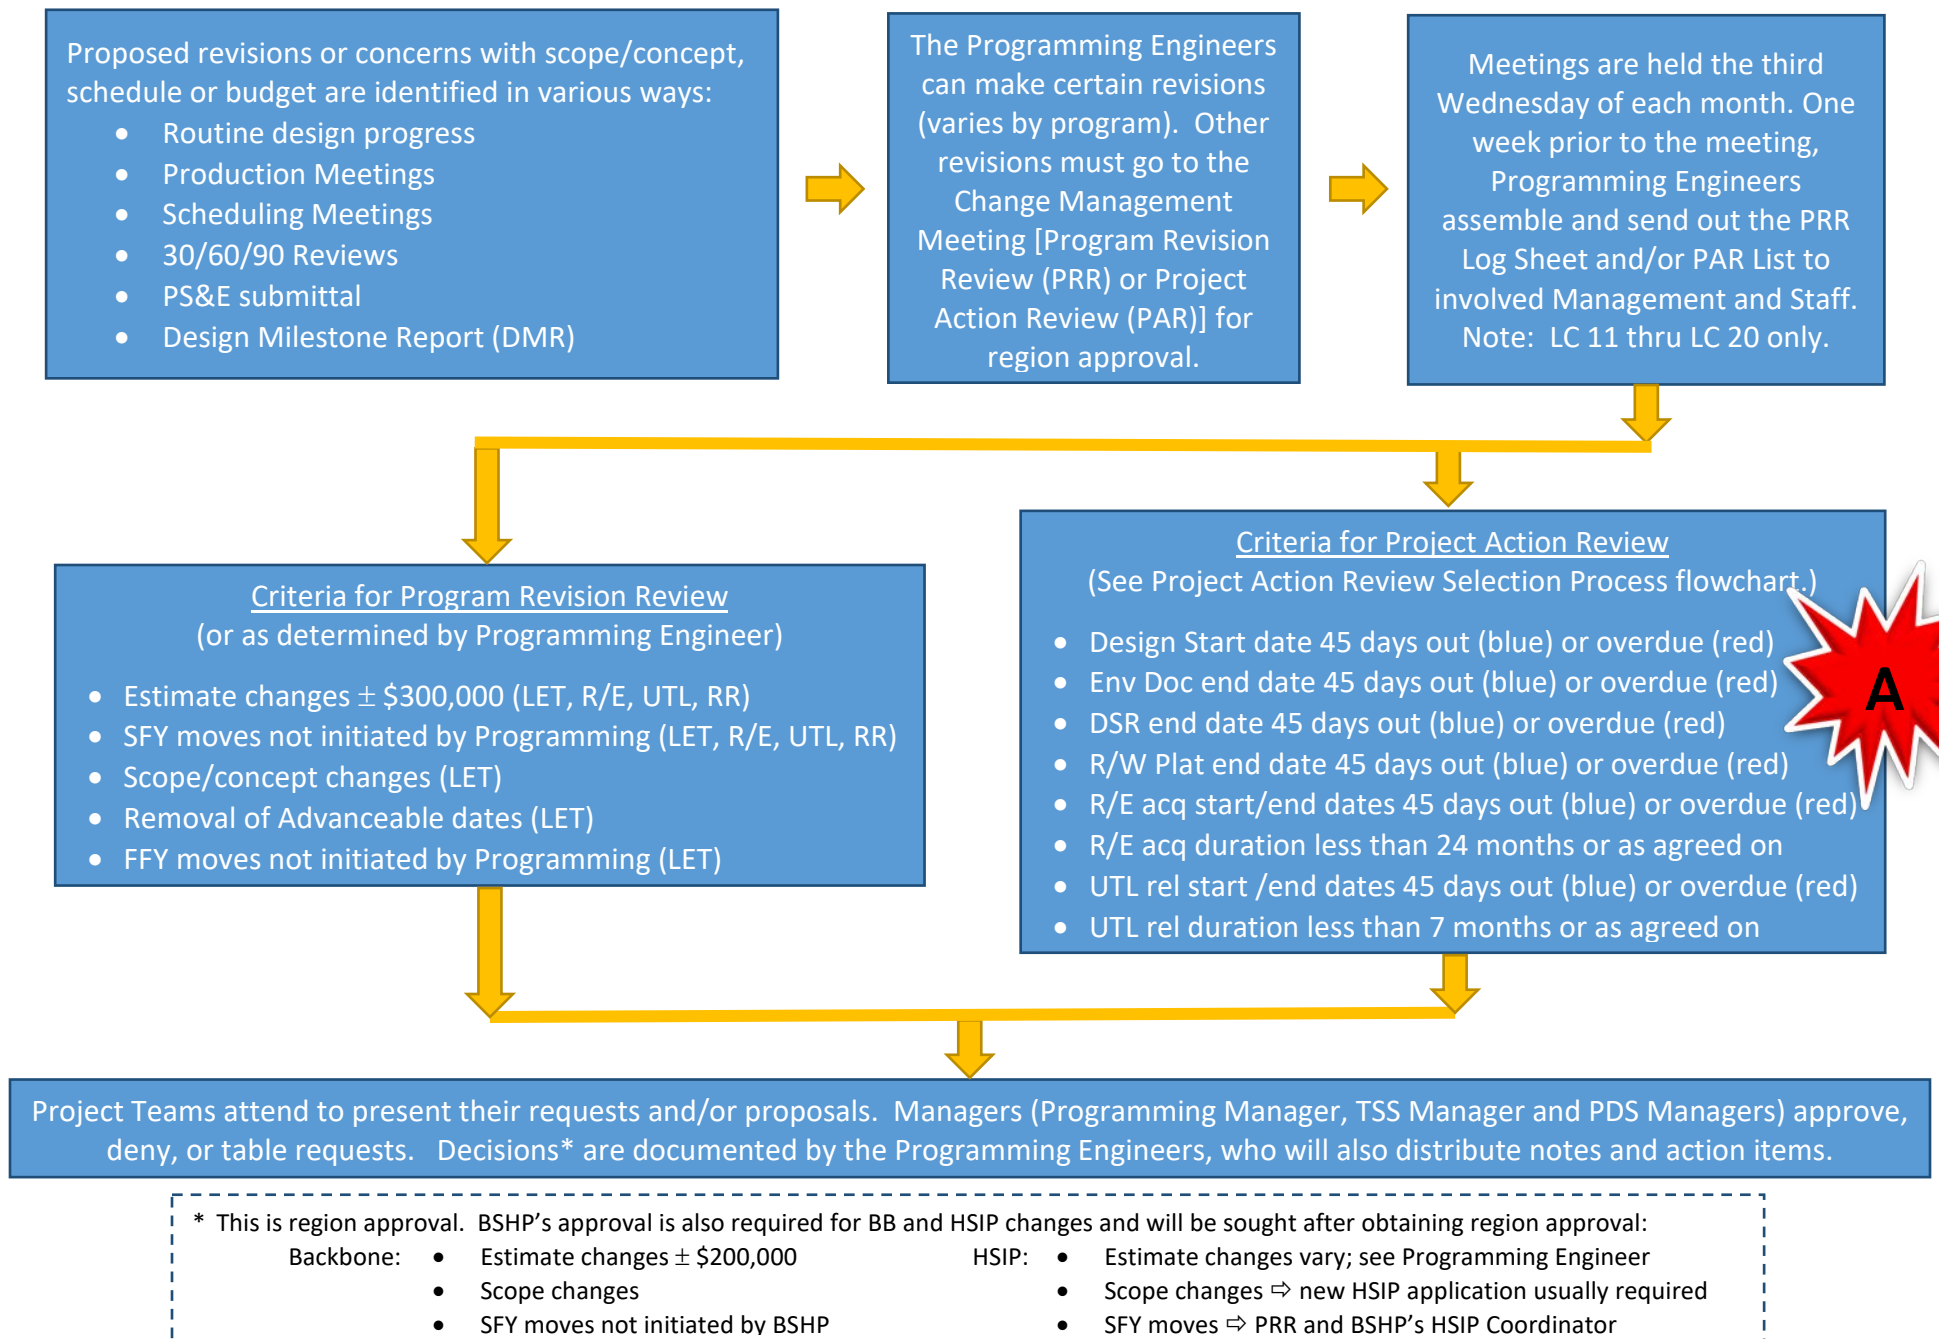 Proposed revisions or concerns with scope/concept,
schedule or budget are identified in various ways:
• Routine design progress
• Production Meetings
• Scheduling Meetings
• 30/60/90 Reviews
• PS&E submittal
• Design Milestone Report (DMR)
The Programming Engineers
can make certain revisions
(varies by program).  Other
revisions must go to the
Change Management
Meeting [Program Revision
Review (PRR) or Project
Action Review (PAR)] for
region approval.
Meetings are held the third
Wednesday of each month. One
week prior to the meeting,
Programming Engineers
assemble and send out the PRR
Log Sheet and/or PAR List to
involved Management and Staff.
Note:  LC 11 thru LC 20 only.
Criteria for Program Revision Review
(or as determined by Programming Engineer)
• Estimate changes ± $300,000 (LET, R/E, UTL, RR)
• SFY moves not initiated by Programming (LET, R/E, UTL, RR)
• Scope/concept changes (LET)
• Removal of Advanceable dates (LET)
• FFY moves not initiated by Programming (LET)
Criteria for Project Action Review
(See Project Action Review Selection Process flowchart.)
• Design Start date 45 days out (blue) or overdue (red)
• Env Doc end date 45 days out (blue) or overdue (red)
• DSR end date 45 days out (blue) or overdue (red)
• R/W Plat end date 45 days out (blue) or overdue (red)
• R/E acq start/end dates 45 days out (blue) or overdue (red)
• R/E acq duration less than 24 months or as agreed on
• UTL rel start /end dates 45 days out (blue) or overdue (red)
• UTL rel duration less than 7 months or as agreed on
A
Project Teams attend to present their requests and/or proposals.  Managers (Programming Manager, TSS Manager and PDS Managers) approve,
deny, or table requests.   Decisions* are documented by the Programming Engineers, who will also distribute notes and action items.
* This is region approval.  BSHP's approval is also required for BB and HSIP changes and will be sought after obtaining region approval:
Backbone: • Estimate changes ± $200,000
• Scope changes
• SFY moves not initiated by BSHP
HSIP: • Estimate changes vary; see Programming Engineer
• Scope changes ⇨ new HSIP application usually required
• SFY moves ⇨ PRR and BSHP's HSIP Coordinator